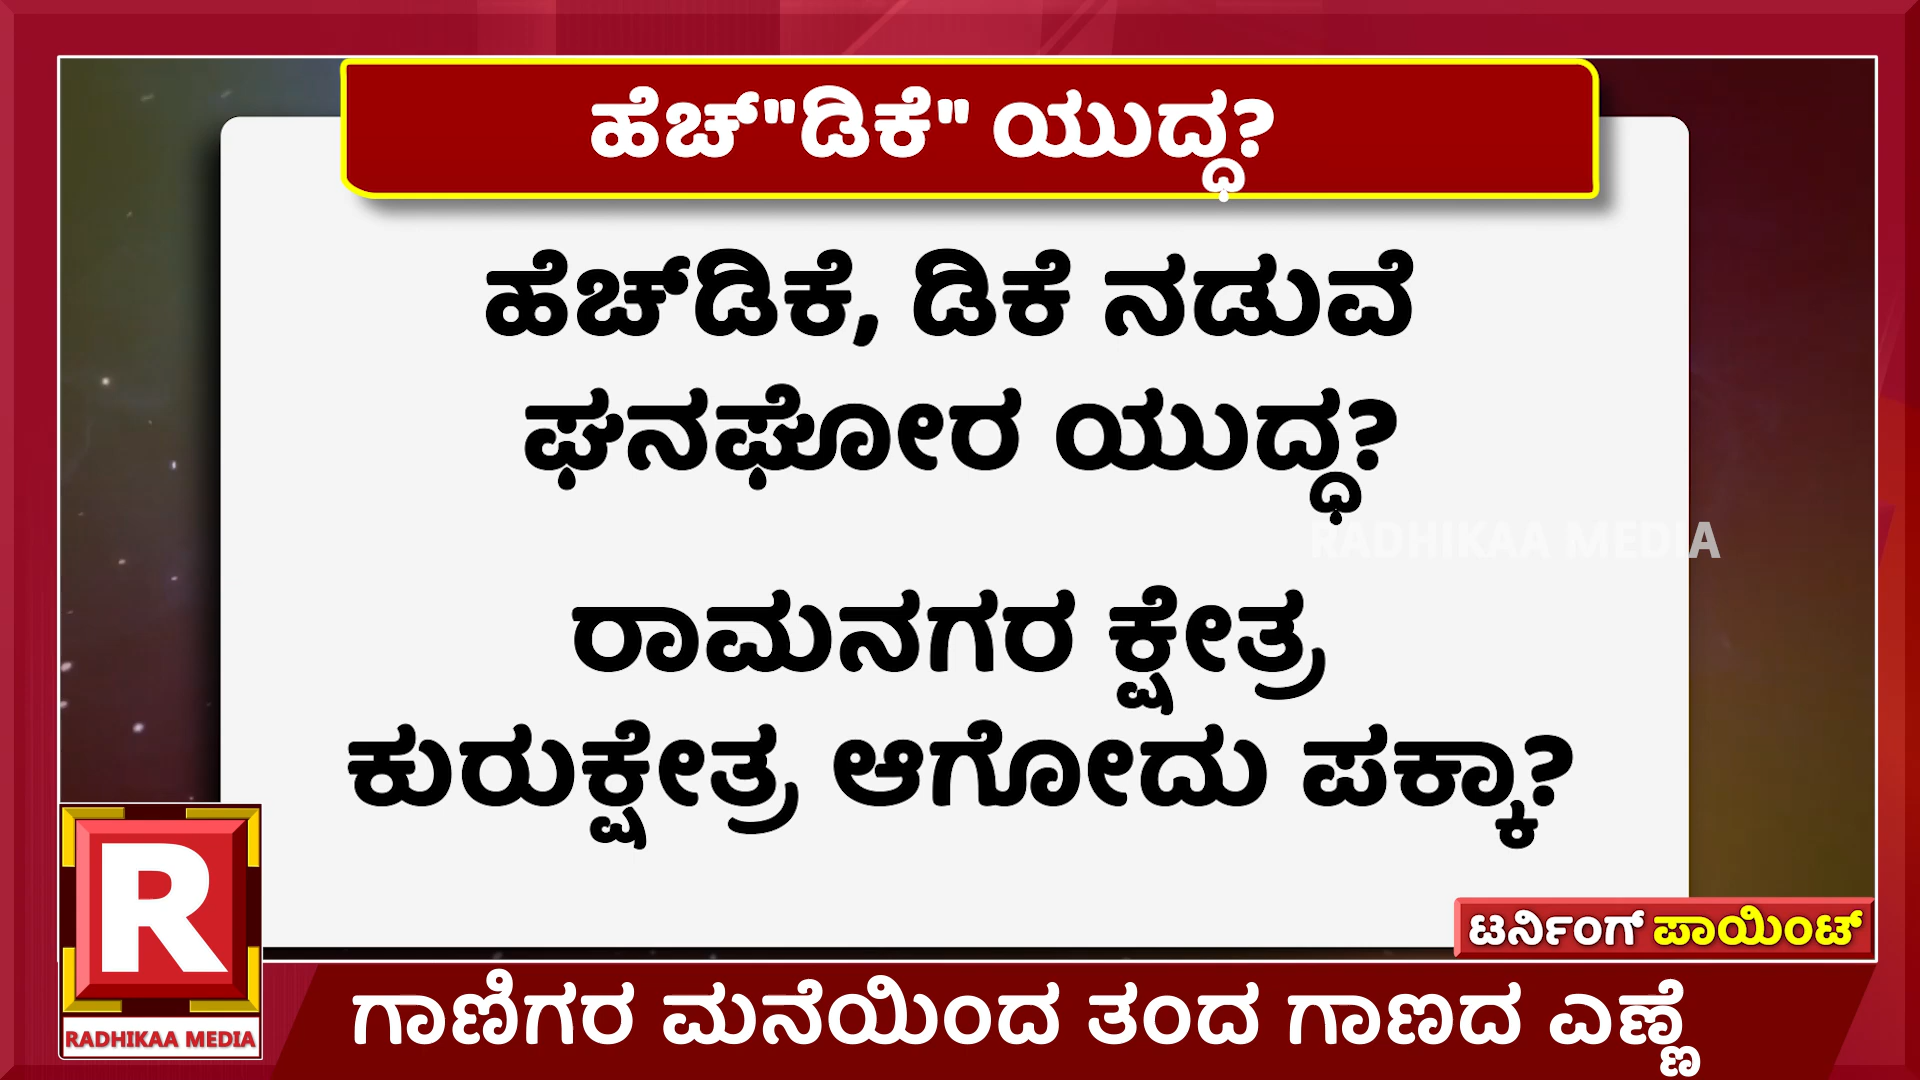 ಹೆಚ್"ಡಿಕೆ" ಯುದ್ಧ?
ಹೆಚ್‌ಡಿಕೆ, ಡಿಕೆ ನಡುವೆ
ಘನಘೋರ ಯುದ್ಧ?
RADHIKAA MEDIA
ರಾಮನಗರ ಕ್ಷೇತ್ರ
ಕುರುಕ್ಷೇತ್ರ ಆಗೋದು ಪಕ್ಕಾ?
R
ಟರ್ನಿಂಗ್ ಪಾಯಿಂಟ್
RADHIKAA MEDIA
ಗಾಣಿಗರ ಮನೆಯಿಂದ ತಂದ ಗಾಣದ ಎಣ್ಣೆ